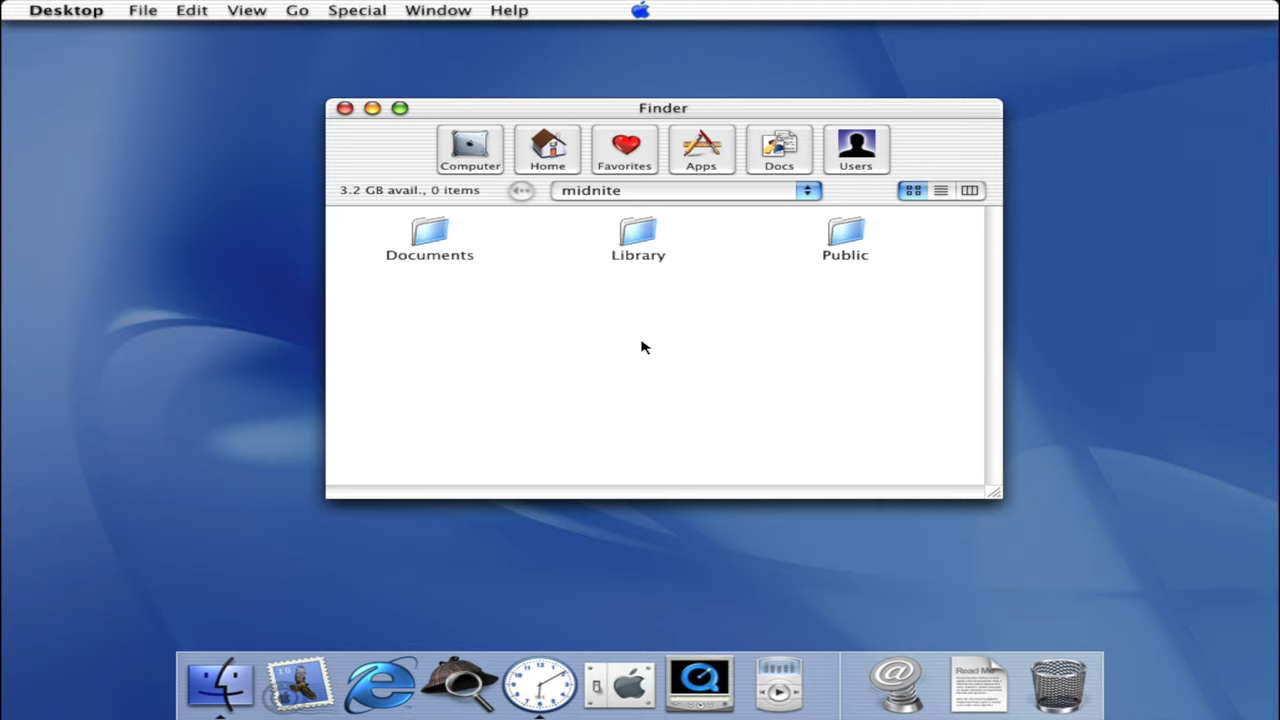 Desktop File Edit View Go Special Window Help
Finder
Computer Home Favorites Apps Docs Users
3.2 GB avail., 0 items midnite
Documents Library Public
Read Me